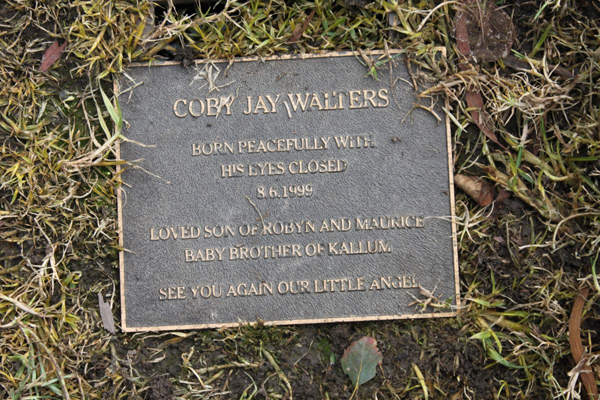 COBY JAY WALTERS
BORN PEACEFULLY WITH
HIS EYES CLOSED
8.6.1999
LOVED SON OF ROBYN AND MAURICE
BABY BROTHER OF KALLUM
SEE YOU AGAIN OUR LITTLE ANGEL